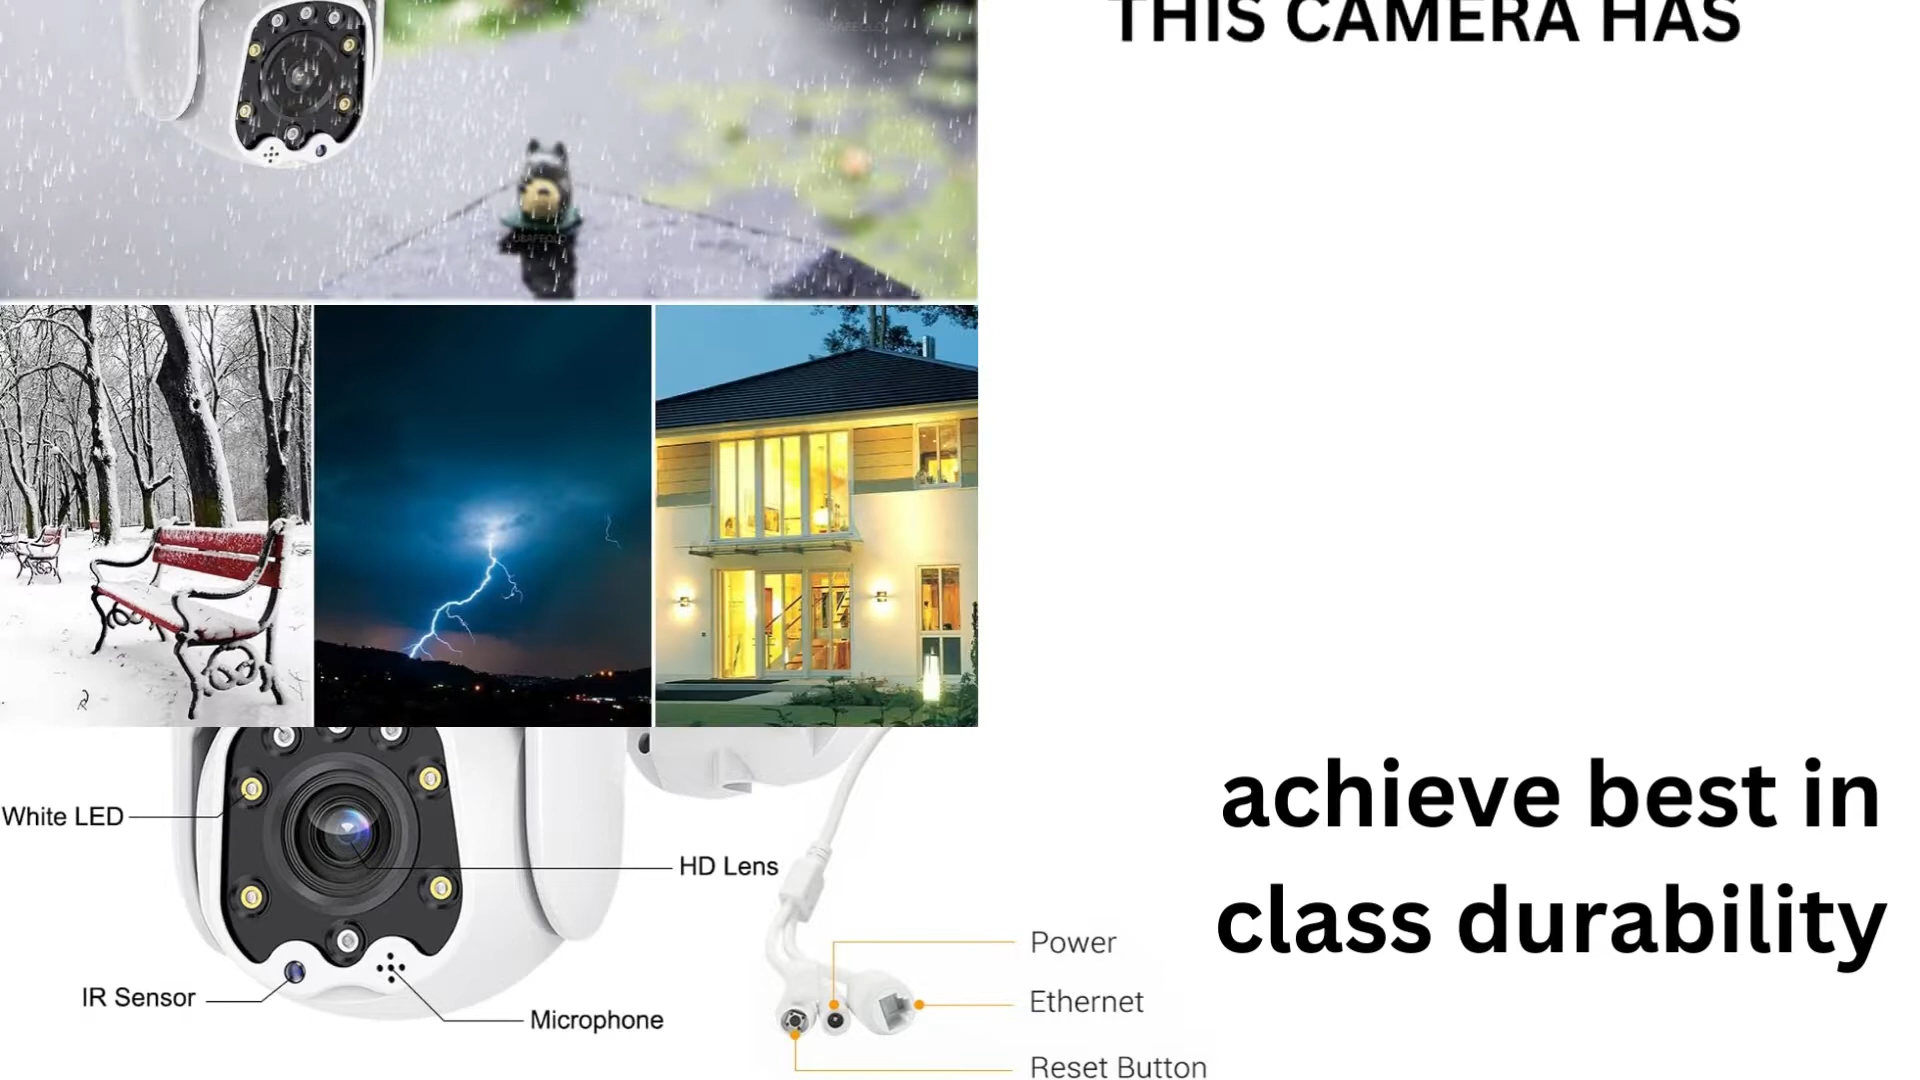 THIS CAMERA HAS
White LED
HD Lens
IR Sensor
Microphone
Power
Ethernet
Reset Button
achieve best in
class durability